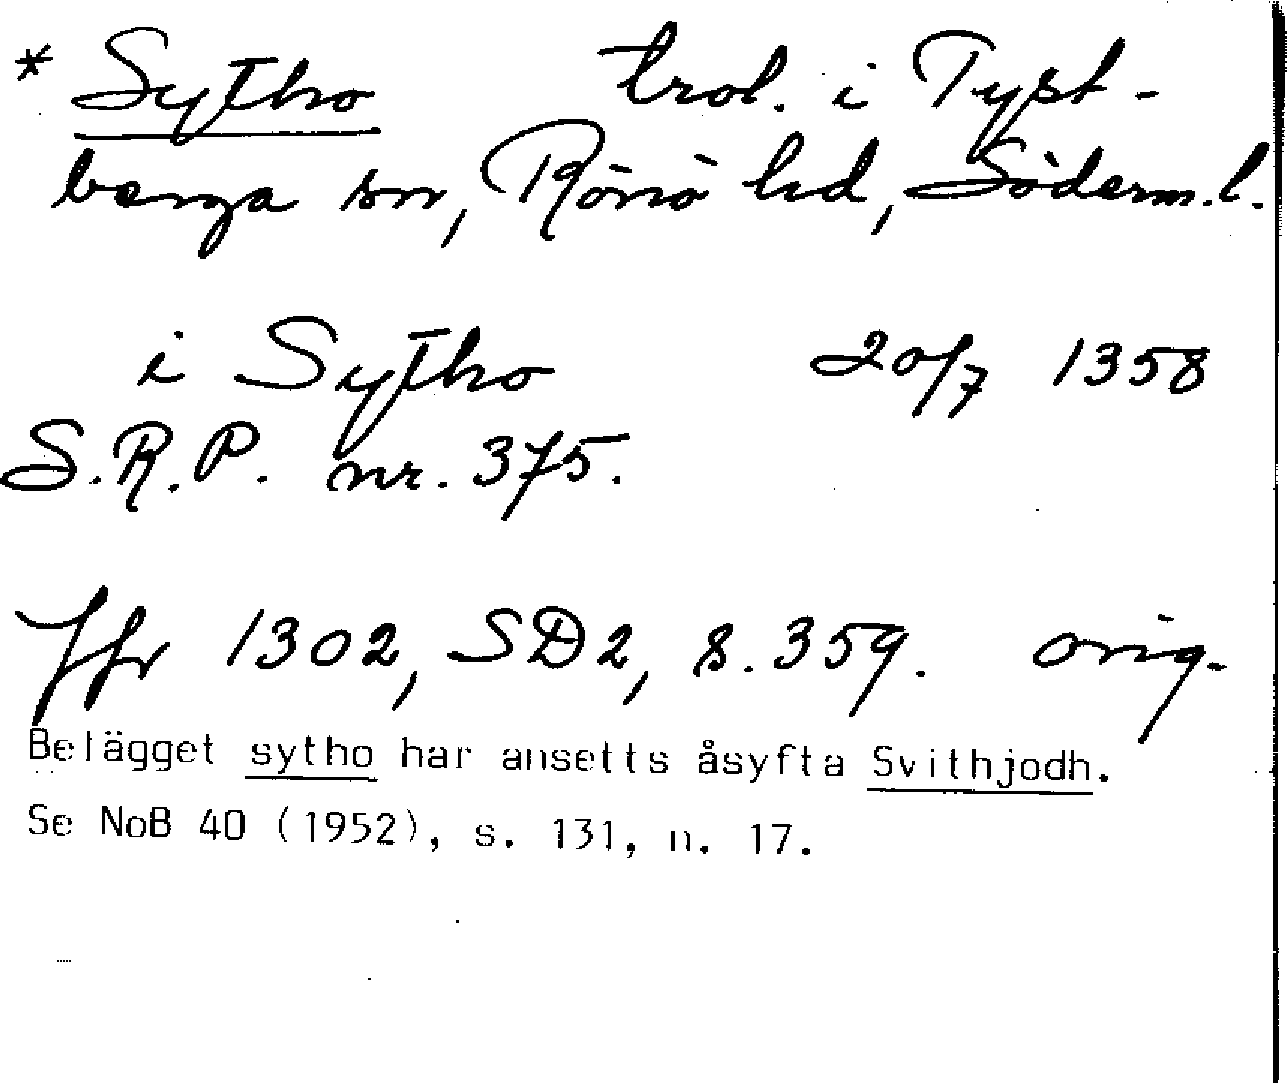 * Sytho trol. i Tyst-
berga sn, Rönö hd, Söderm.l.
i Sytho 20/7 1358
S.R.P. nr. 375.
Jfr 1302, SD2, s. 359. orig.
Belägget sytho har ansetts åsyfta Svithjodh.
Se NoB 40 (1952), s. 131, n. 17.